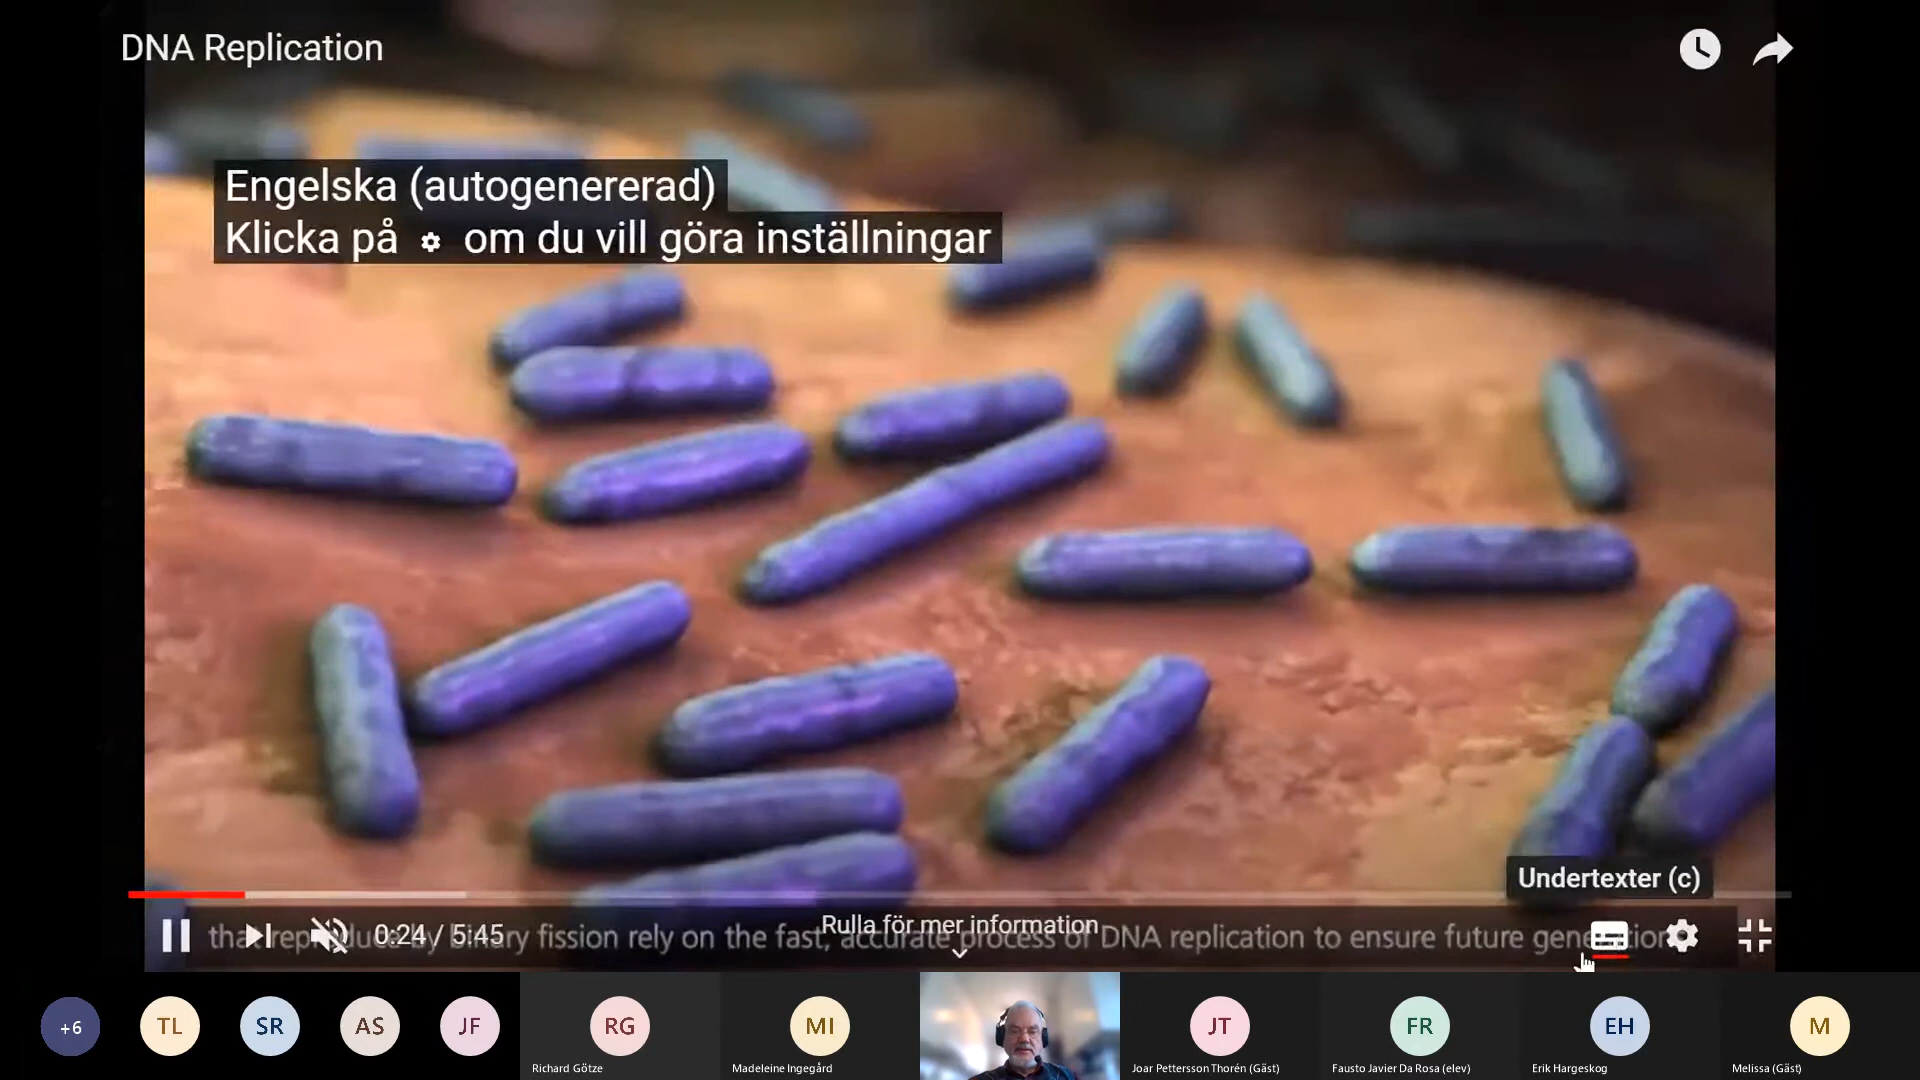 DNA Replication
Engelska (autogenererad)
Klicka på om du vill göra inställningar
Undertexter (c)
Rulla för mer information
0:24 / 5:45
that reproduce by binary fission rely on the fast, accurate process of DNA replication to ensure future generation
+6
TL
SR
AS
JF
RG
MI
JT
FR
EH
M
Richard Götze
Madeleine Ingegård
Joar Pettersson Thorén (Gäst)
Fausto Javier Da Rosa (elev)
Erik Hargeskog
Melissa (Gäst)